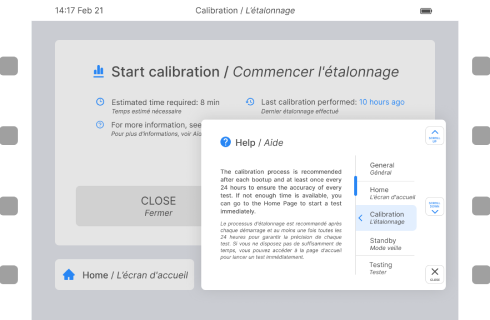 14:17 Feb 21
Calibration / L'étalonnage
Start calibration / Commencer l'étalonnage
Estimated time required: 8 min
Temps estimé nécessaire
Last calibration performed: 10 hours ago
Dernier étalonnage effectué
For more information, see
Pour plus d'informations, voir Aid
CLOSE
Fermer
Home / L'écran d'accueil
Help / Aide
The calibration process is recommended
after each bootup and at least once every
24 hours to ensure the accuracy of every
test. If not enough time is available, you
can go to the Home Page to start a test
immediately.
Le processus d'étalonnage est recommandé après
chaque démarrage et au moins une fois toutes les
24 heures pour garantir la précision de chaque
test. Si vous ne disposez pas de suffisamment de
temps, vous pouvez accéder à la page d'accueil
pour lancer un test immédiatement.
General
Général
Home
L'écran d'accueil
Calibration
L'étalonnage
Standby
Mode veille
Testing
Tester
SCROLL
UP
SCROLL
DOWN
CLOSE